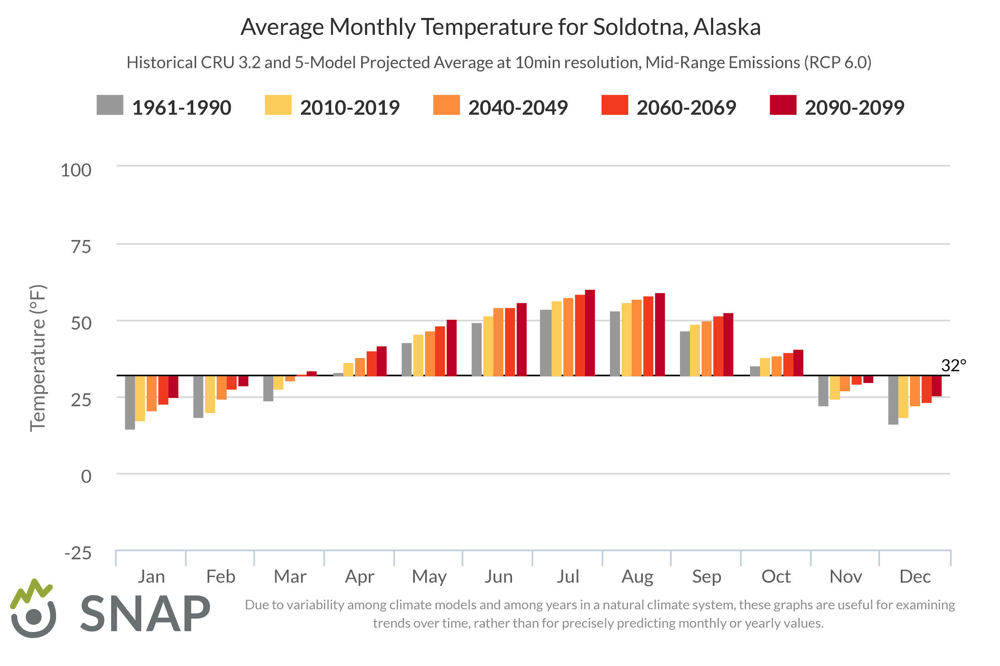 Average Monthly Temperature for Soldotna, Alaska
Historical CRU 3.2 and 5-Model Projected Average at 10min resolution, Mid-Range Emissions (RCP 6.0)
1961-1990 2010-2019 2040-2049 2060-2069 2090-2099
100
75
50
25
0
-25
Temperature (°F)
32°
Jan Feb Mar Apr May Jun Jul Aug Sep Oct Nov Dec
SNAP
Due to variability among climate models and among years in a natural climate system, these graphs are useful for examining
trends over time, rather than for precisely predicting monthly or yearly values.